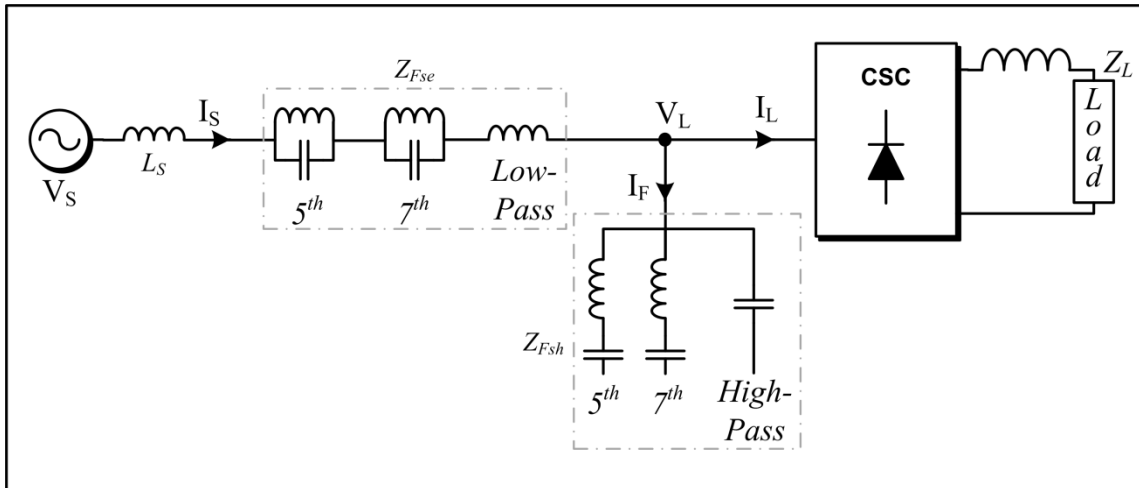 Z_Fse
I_S
L_S
V_S
5th
7th
Low-
Pass
V_L
I_L
I_F
CSC
Z_L
Load
Z_Fsh
5th
7th
High-
Pass